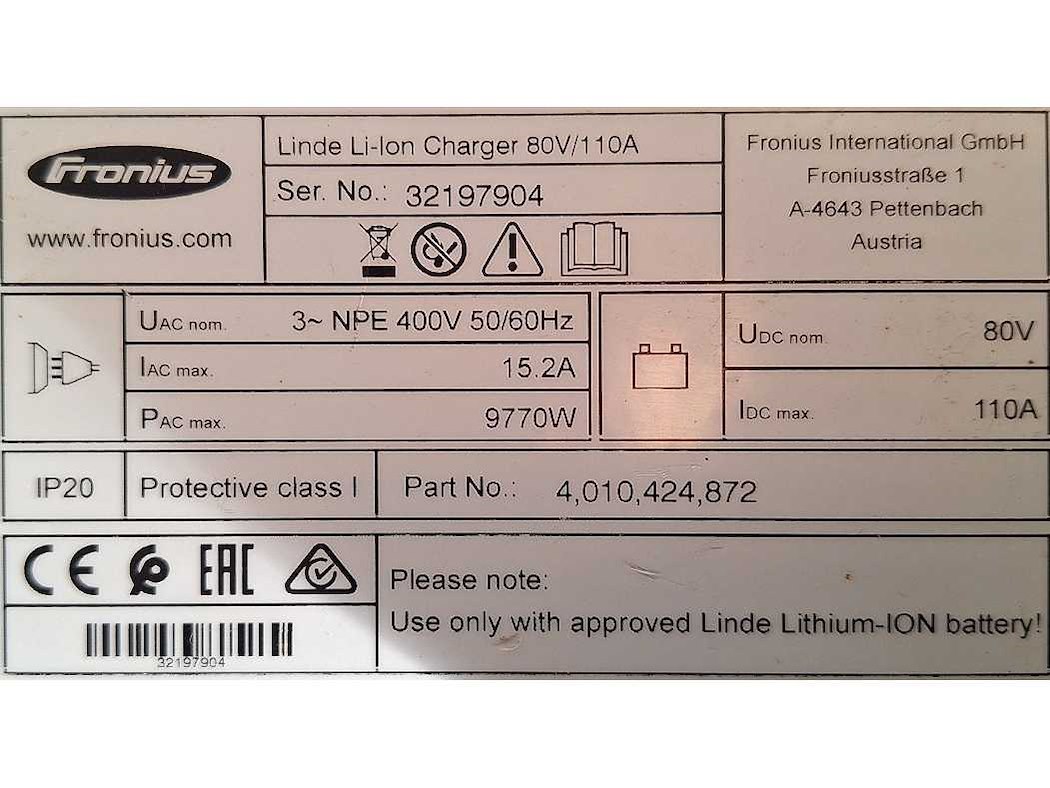 Fronius
www.fronius.com
Linde Li-Ion Charger 80V/110A
Ser. No.: 32197904
Fronius International GmbH
Froniusstraße 1
A-4643 Pettenbach
Austria
UAC nom. 3~ NPE 400V 50/60Hz
IAC max. 15.2A
PAC max. 9770W
UDC nom. 80V
IDC max. 110A
IP20 Protective class I Part No.: 4,010,424,872
CE EAC
32197904
Please note:
Use only with approved Linde Lithium-ION battery!